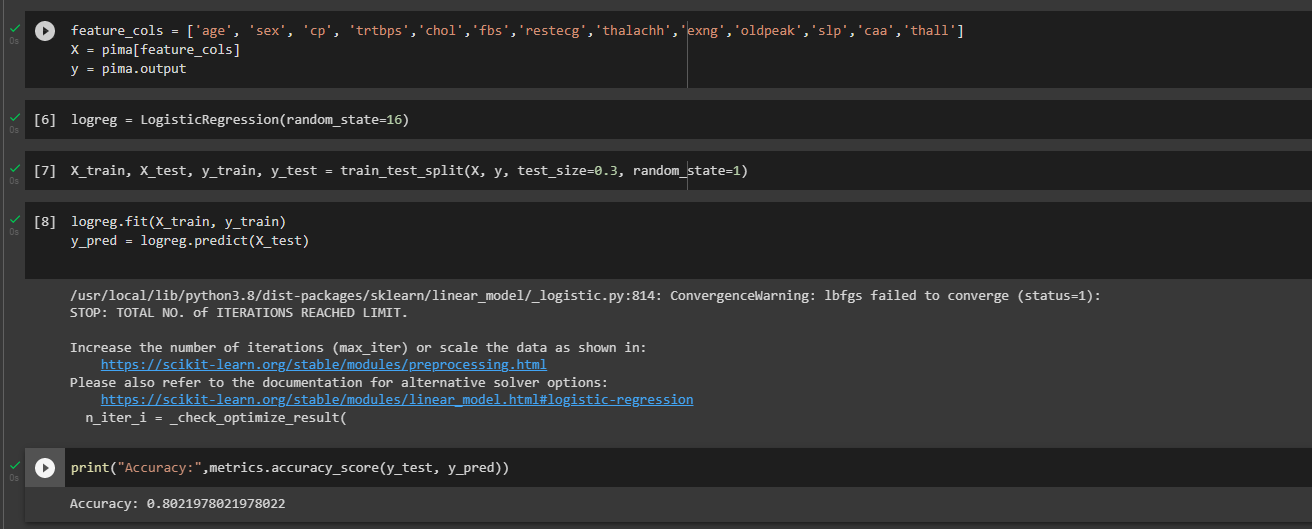 feature_cols = ['age', 'sex', 'cp', 'trtbps','chol','fbs','restecg','thalachh','exng','oldpeak','slp','caa','thall']
0s
X = pima[feature_cols]
y = pima.output
[6] logreg = LogisticRegression(random_state=16)
0s
[7] X_train, X_test, y_train, y_test = train_test_split(X, y, test_size=0.3, random_state=1)
0s
[8] logreg.fit(X_train, y_train)
0s
y_pred = logreg.predict(X_test)
/usr/local/lib/python3.8/dist-packages/sklearn/linear_model/_logistic.py:814: ConvergenceWarning: lbfgs failed to converge (status=1):
STOP: TOTAL NO. of ITERATIONS REACHED LIMIT.
Increase the number of iterations (max_iter) or scale the data as shown in:
https://scikit-learn.org/stable/modules/preprocessing.html
Please also refer to the documentation for alternative solver options:
https://scikit-learn.org/stable/modules/linear_model.html#logistic-regression
n_iter_i = _check_optimize_result(
print("Accuracy:",metrics.accuracy_score(y_test, y_pred))
0s
Accuracy: 0.8021978021978022